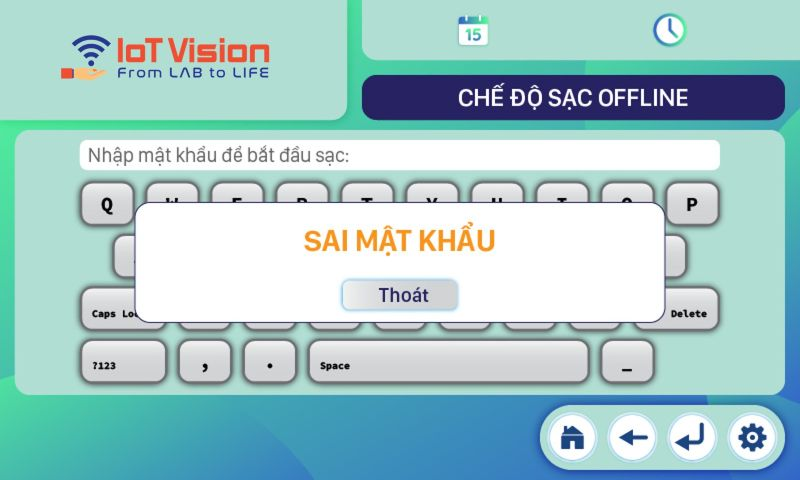 IoT Vision
From LAB to LIFE
15
CHẾ ĐỘ SẠC OFFLINE
Nhập mật khẩu để bắt đầu sạc:
Q P
SAI MẬT KHẨU
Thoát
Caps Delete
?123 , . Space _